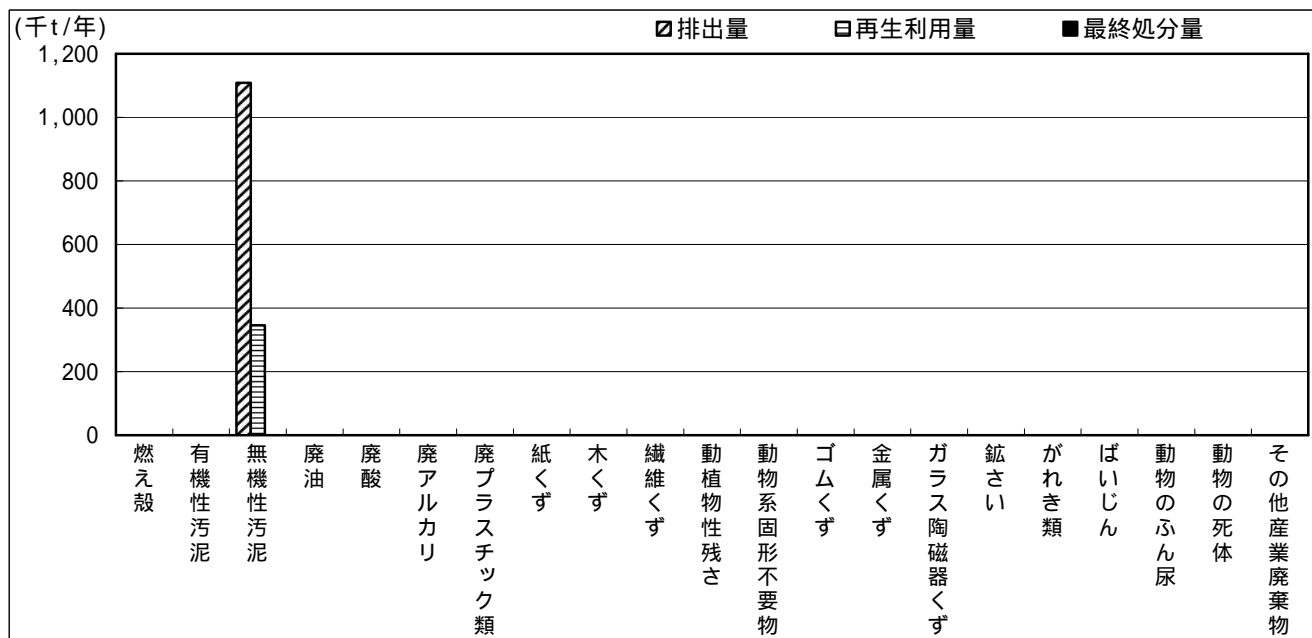 (千t/年)
排出量 再生利用量 最終処分量
1,200
1,000
800
600
400
200
0
燃え殻
有機性汚泥
無機性汚泥
廃油
廃酸
廃アルカリ
廃プラスチック類
紙くず
木くず
繊維くず
動植物性残さ
動物系固形不要物
ゴムくず
金属くず
ガラス陶磁器くず
鉱さい
がれき類
ばいじん
動物のふん尿
動物の死体
その他産業廃棄物